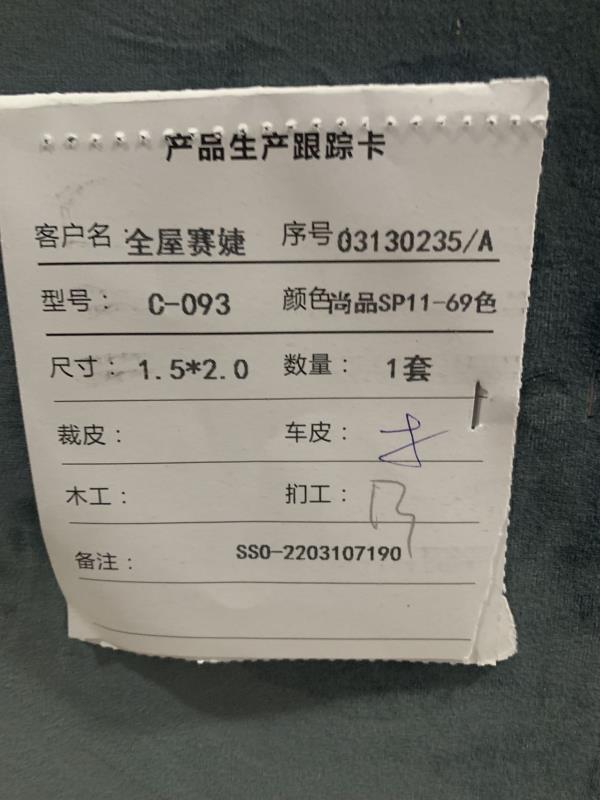 产品生产跟踪卡
客户名：全屋赛婕 序号：03130235/A
型号： C-093 颜色尚品SP11-69色
尺寸： 1.5*2.0 数量： 1套
裁皮： 车皮：
木工： 扪工：
备注： SSO-2203107190